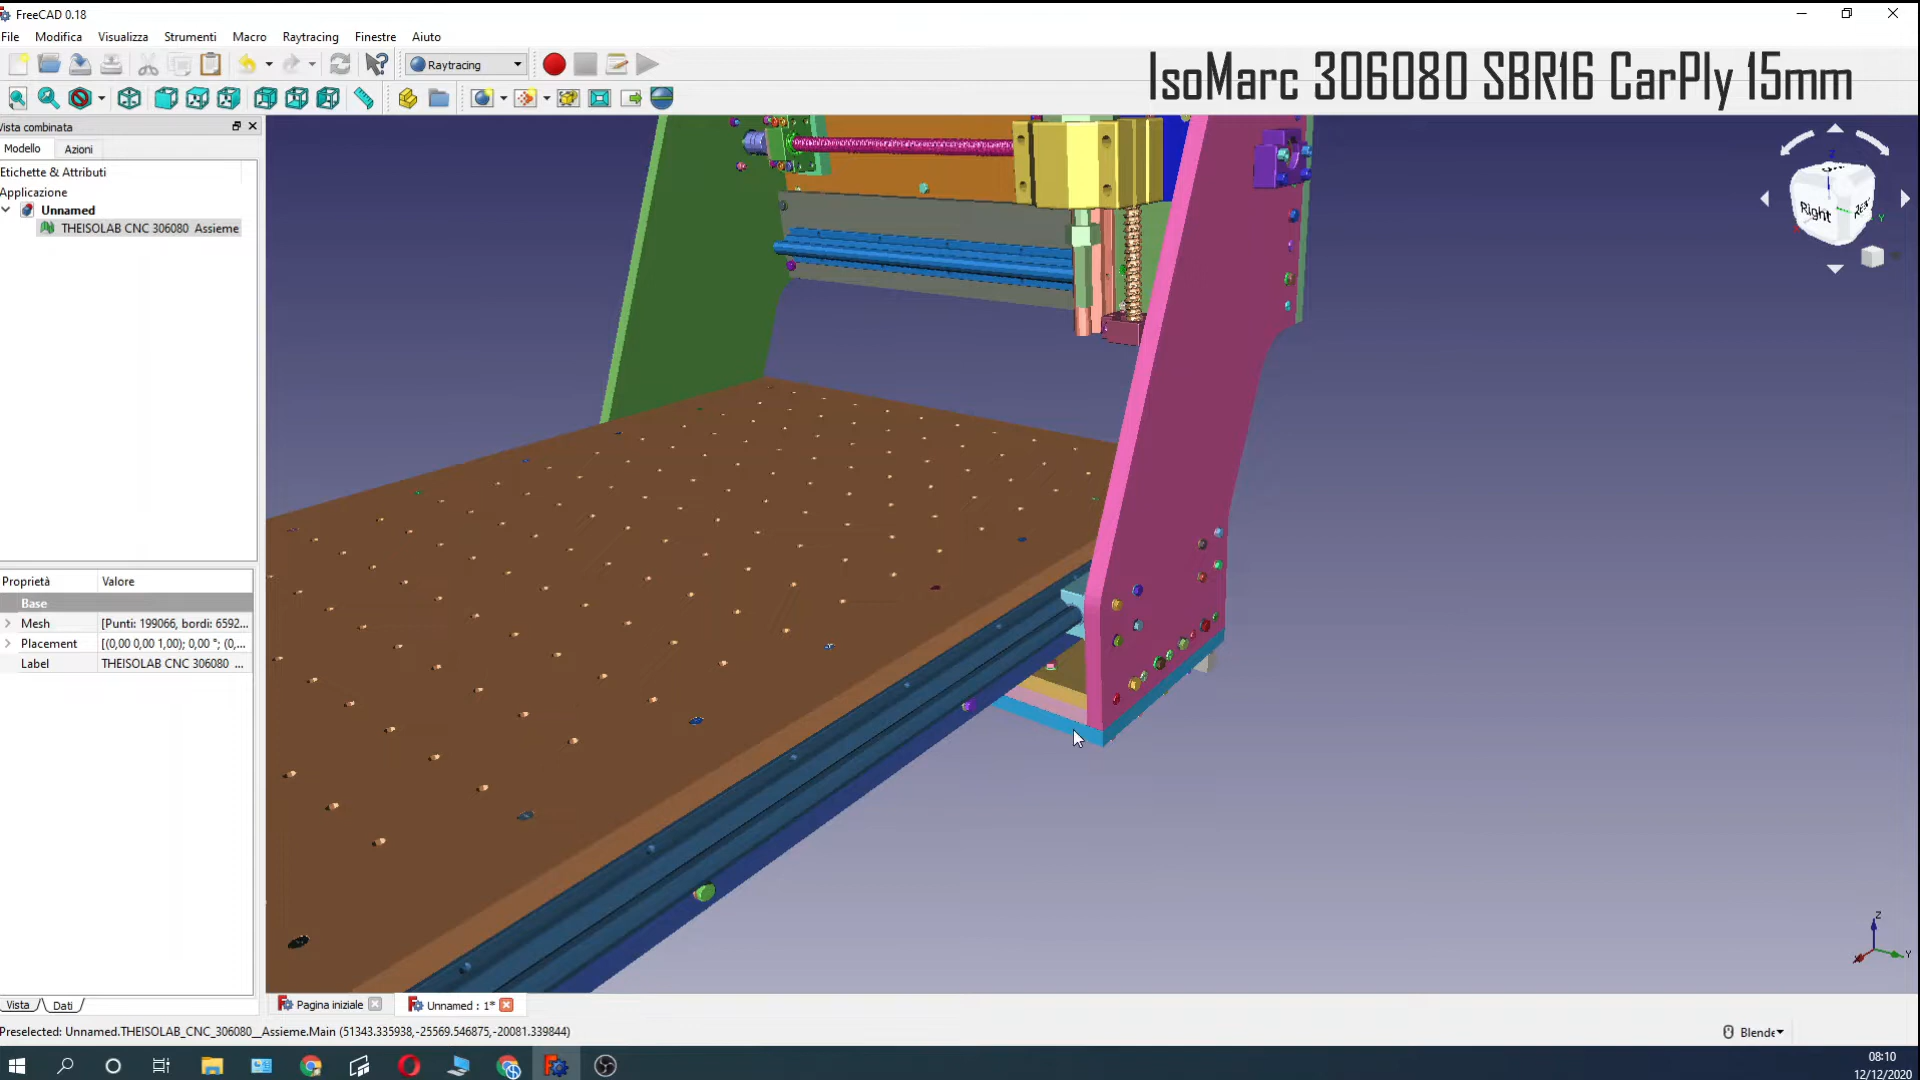 FreeCAD 0.18
File Modifica Visualizza Strumenti Macro Raytracing Finestre Aiuto
Raytracing
IsoMarc 306080 SBR16 CarPly 15mm
Vista combinata
Modello Azioni
Etichette & Attributi
Applicazione
Unnamed
THEISOLAB CNC 306080 Assieme
Right
Z
Y
Proprietà Valore
Base
Mesh [Punti: 199066, bordi: 6592...
Placement [(0,00 0,00 1,00); 0,00 °; (0,...
Label THEISOLAB CNC 306080 ...
Z
Y
X
Vista Dati
Pagina iniziale Unnamed : 1*
Preselected: Unnamed.THEISOLAB_CNC_306080__Assieme.Main (51343.335938,-25569.546875,-20081.339844)
Blender
08:10
12/12/2020